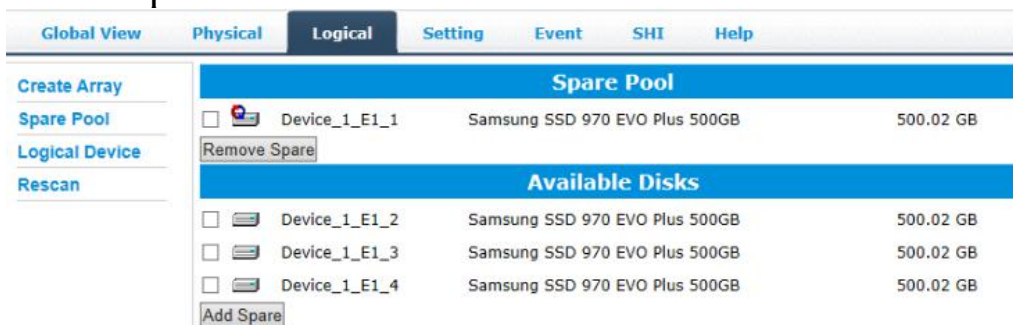 Global View Physical Logical Setting Event SHI Help
Create Array
Spare Pool
Logical Device
Rescan
Spare Pool
Device_1_E1_1 Samsung SSD 970 EVO Plus 500GB 500.02 GB
Remove Spare
Available Disks
Device_1_E1_2 Samsung SSD 970 EVO Plus 500GB 500.02 GB
Device_1_E1_3 Samsung SSD 970 EVO Plus 500GB 500.02 GB
Device_1_E1_4 Samsung SSD 970 EVO Plus 500GB 500.02 GB
Add Spare